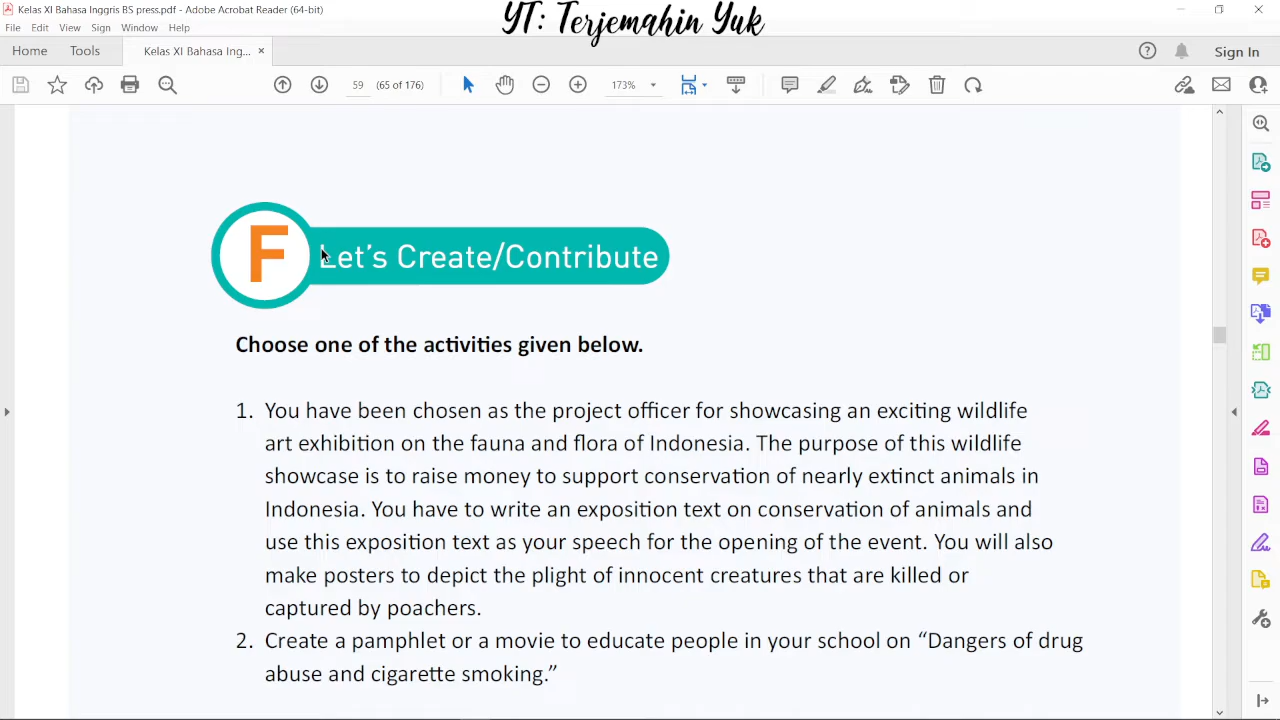 Kelas XI Bahasa Inggris BS press.pdf - Adobe Acrobat Reader (64-bit)
YT: Terjemahin Yuk
File Edit View Sign Window Help
Home Tools Kelas XI Bahasa Ing... × Sign In
59 (65 of 176) 173%
F Let's Create/Contribute
Choose one of the activities given below.
1. You have been chosen as the project officer for showcasing an exciting wildlife
art exhibition on the fauna and flora of Indonesia. The purpose of this wildlife
showcase is to raise money to support conservation of nearly extinct animals in
Indonesia. You have to write an exposition text on conservation of animals and
use this exposition text as your speech for the opening of the event. You will also
make posters to depict the plight of innocent creatures that are killed or
captured by poachers.
2. Create a pamphlet or a movie to educate people in your school on “Dangers of drug
abuse and cigarette smoking.”